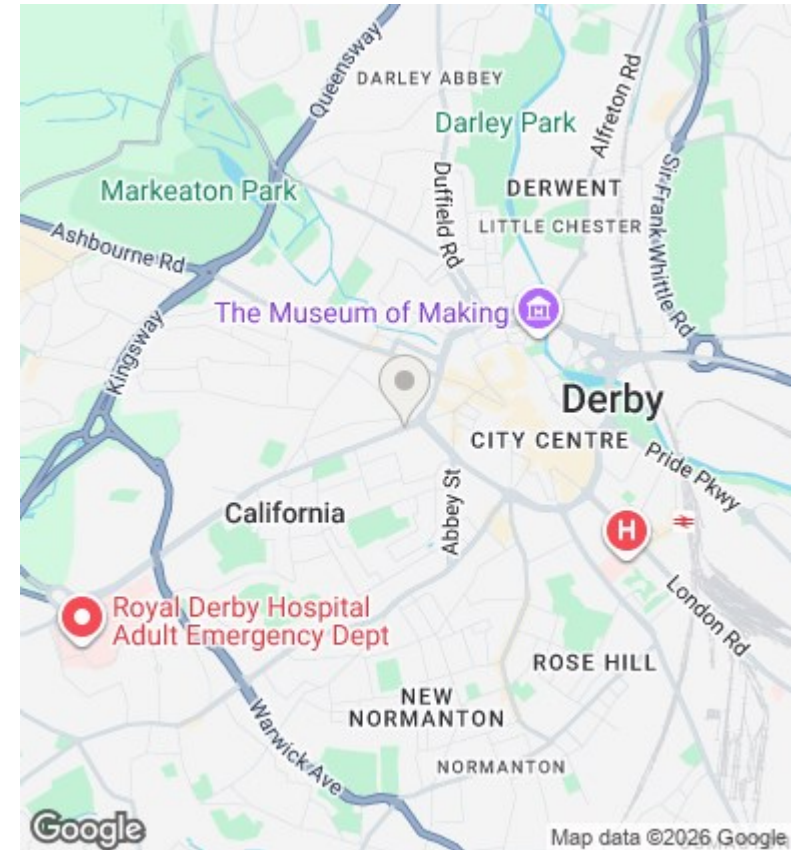 Queensway
DARLEY ABBEY
Alfreton Rd
Darley Park
Markeaton Park
Duffield Rd
DERWENT
LITTLE CHESTER
Sir Frank Whittle Rd
Ashbourne Rd
The Museum of Making
Kingsway
Derby
CITY CENTRE
Pride Pkwy
Abbey St
California
H
Royal Derby Hospital
Adult Emergency Dept
London Rd
ROSE HILL
NEW
NORMANTON
Warwick Ave
NORMANTON
Google
Map data ©2026 Google